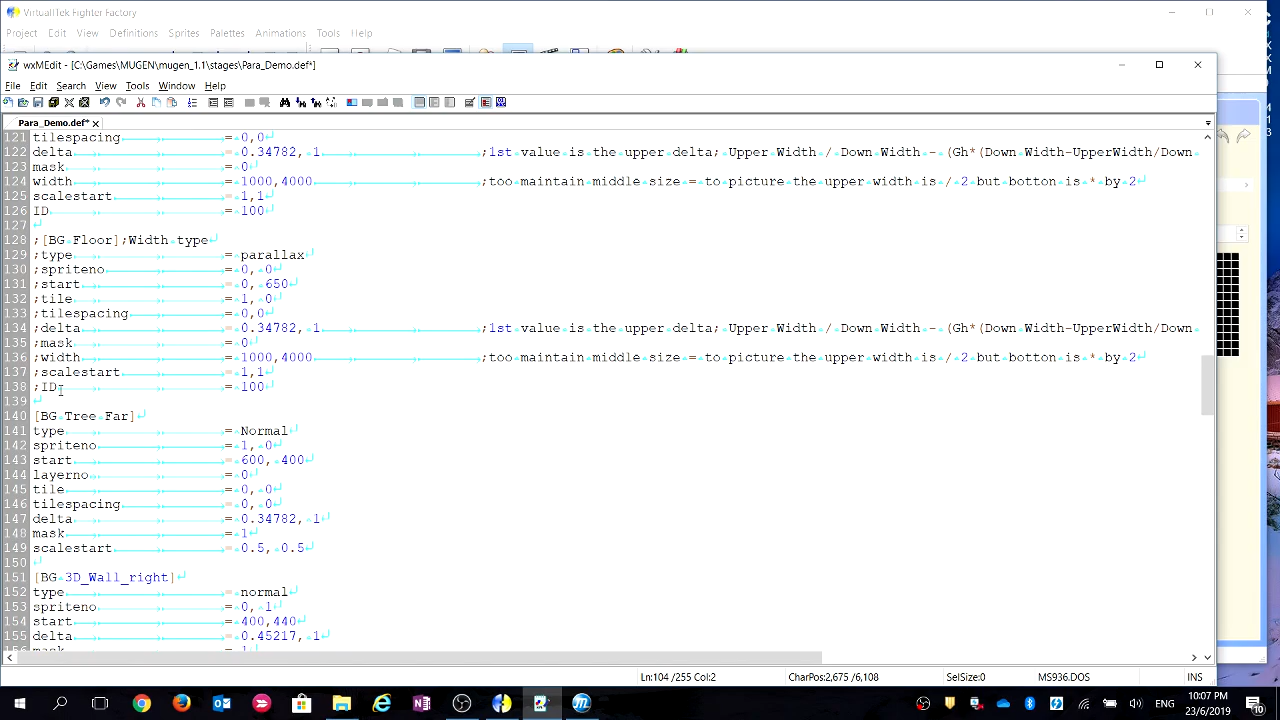 VirtuallTek Fighter Factory
Project Edit View Definitions Sprites Palettes Animations Tools Help
wxMEdit - [C:\Games\MUGEN\mugen_1.1\stages\Para_Demo.def*]
File Edit Search View Tools Window Help
Para_Demo.def*
121 tilespacing = 0,0
122 delta = 0.34782, 1 ;1st value is the upper delta; Upper Width / Down Width - (Gh*(Down Width-UpperWidth/Down
123 mask = 0
124 width = 1000,4000 ;too maintain middle size = to picture the upper width is / 2 but botton is * by 2
125 scalestart = 1,1
126 ID = 100
127
128 ;[BG Floor];Width type
129 ;type = parallax
130 ;spriteno = 0, 0
131 ;start = 0, 650
132 ;tile = 1, 0
133 ;tilespacing = 0,0
134 ;delta = 0.34782, 1 ;1st value is the upper delta; Upper Width / Down Width - (Gh*(Down Width-UpperWidth/Down
135 ;mask = 0
136 ;width = 1000,4000 ;too maintain middle size = to picture the upper width is / 2 but botton is * by 2
137 ;scalestart = 1,1
138 ;ID = 100
139
140 [BG Tree Far]
141 type = Normal
142 spriteno = 1, 0
143 start = 600, 400
144 layerno = 0
145 tile = 0, 0
146 tilespacing = 0, 0
147 delta = 0.34782, 1
148 mask = 1
149 scalestart = 0.5, 0.5
150
151 [BG 3D_Wall_right]
152 type = normal
153 spriteno = 0, 1
154 start = 400,440
155 delta = 0.45217, 1
156 mask = 1
Ln:104 /255 Col:2 CharPos:2,675 /6,108 SelSize:0 MS936.DOS INS
ENG 10:07 PM
23/6/2019
10